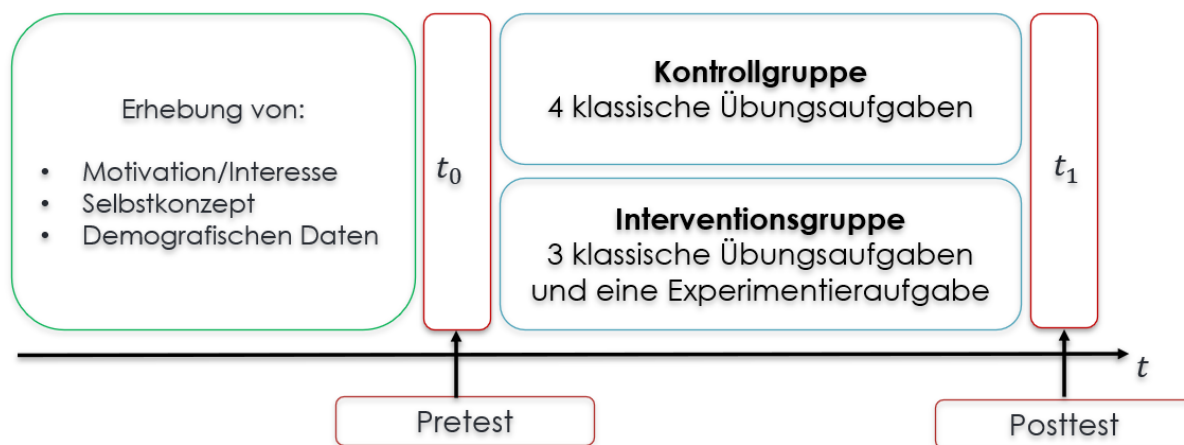 Erhebung von:
• Motivation/Interesse
• Selbstkonzept
• Demografischen Daten
t₀
Kontrollgruppe
4 klassische Übungsaufgaben
Interventionsgruppe
3 klassische Übungsaufgaben
und eine Experimentieraufgabe
t₁
t
Pretest
Posttest